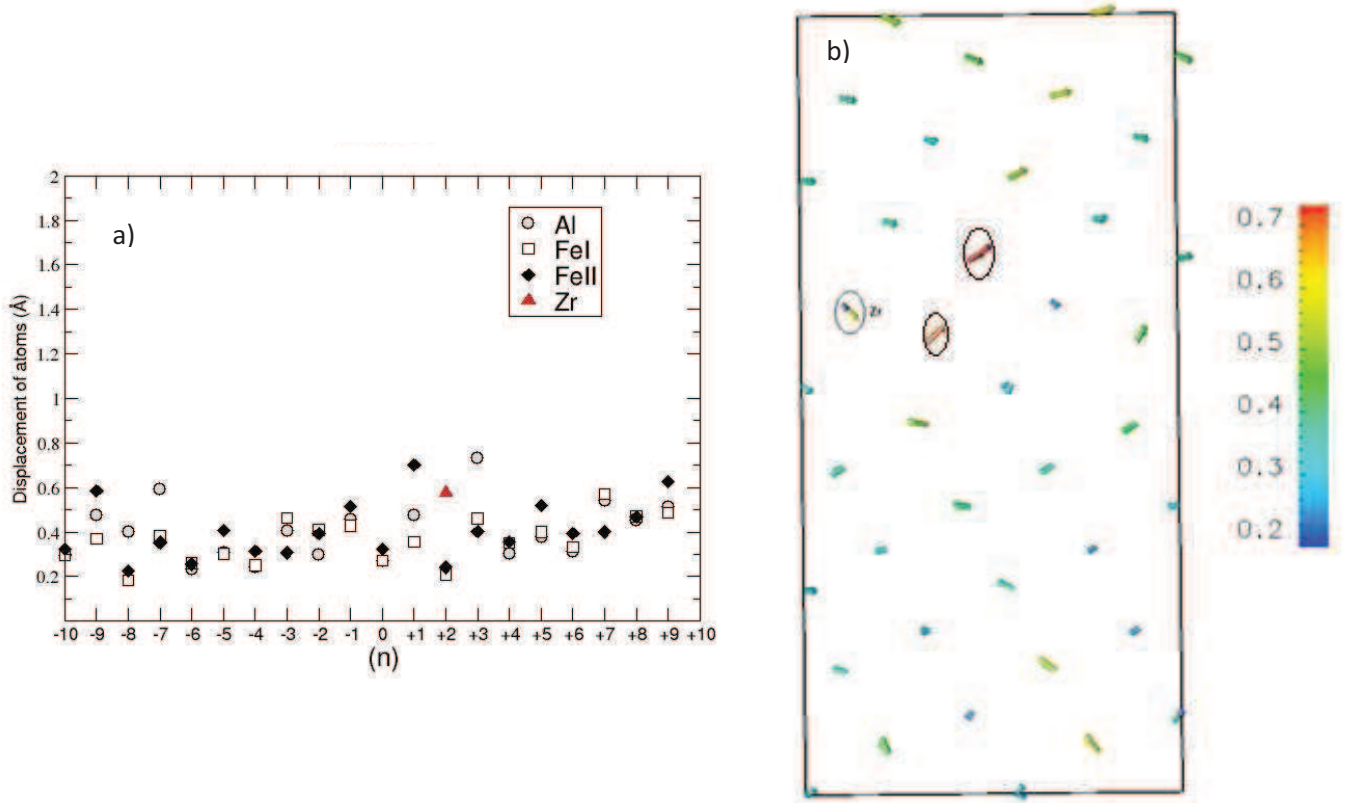 a)
Displacement of atoms (Å)
2
1.8
1.6
1.4
1.2
1
0.8
0.6
0.4
0.2
Al
FeI
FeII
Zr
-10 -9 -8 -7 -6 -5 -4 -3 -2 -1 0 +1 +2 +3 +4 +5 +6 +7 +8 +9 +10
(n)
b)
Zr
0.7
0.6
0.5
0.4
0.3
0.2